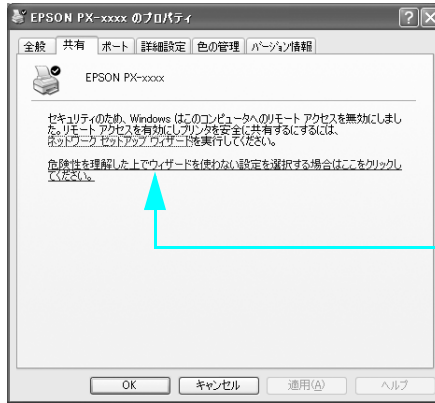 EPSON PX-xxxx のプロパティ
全般 共有 ポート 詳細設定 色の管理 バージョン情報
EPSON PX-xxxx
セキュリティのため、Windows はこのコンピュータへのリモート アクセスを無効にしまし
た。リモート アクセスを有効にしプリンタを安全に共有するにするには、
ネットワーク セットアップ ウィザードを実行してください。
危険性を理解した上でウィザードを使わない設定を選択する場合はここをクリックし
てください。
OK キャンセル 適用(A) ヘルプ